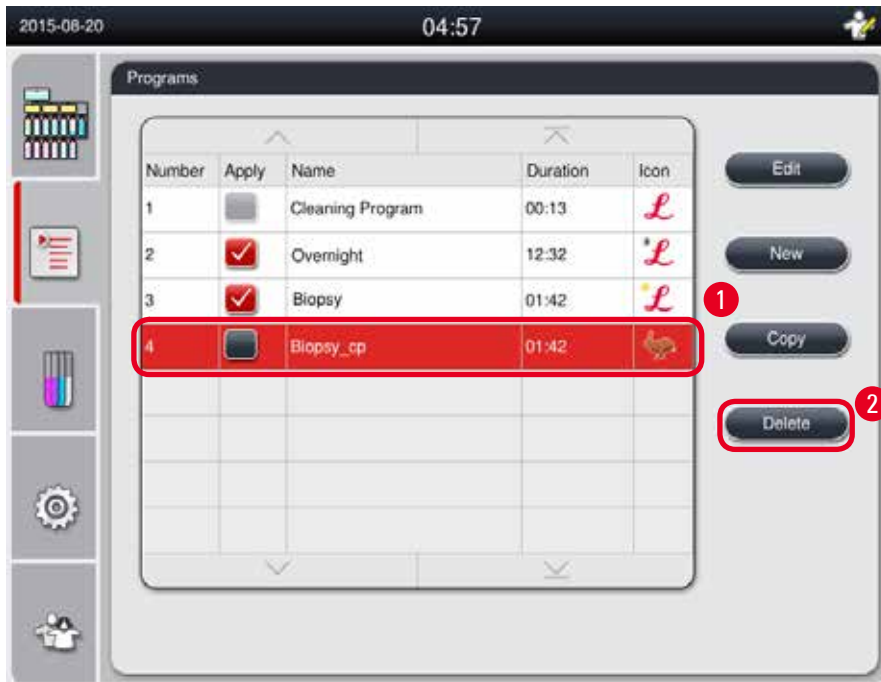 2015-08-20 04:57
Programs
Number Apply Name Duration Icon
1 Cleaning Program 00:13
2 Overnight 12:32
3 Biopsy 01:42
4 Biopsy_cp 01:42
Edit
New
1
Copy
2
Delete